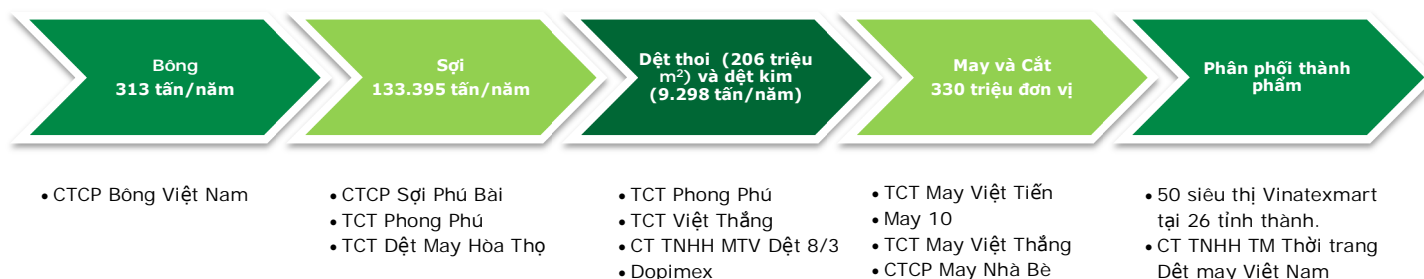 Bông
313 tấn/năm
Sợi
133.395 tấn/năm
Dệt thoi (206 triệu
m²) và dệt kim
(9.298 tấn/năm)
May và Cắt
330 triệu đơn vị
Phân phối thành
phẩm
• CTCP Bông Việt Nam
• CTCP Sợi Phú Bài
• TCT Phong Phú
• TCT Dệt May Hòa Thọ
• TCT Phong Phú
• TCT Việt Thắng
• CT TNHH MTV Dệt 8/3
• Dopimex
• TCT May Việt Tiến
• May 10
• TCT May Việt Thắng
• CTCP May Nhà Bè
• 50 siêu thị Vinatexmart
tại 26 tỉnh thành.
• CT TNHH TM Thời trang
Dệt may Việt Nam